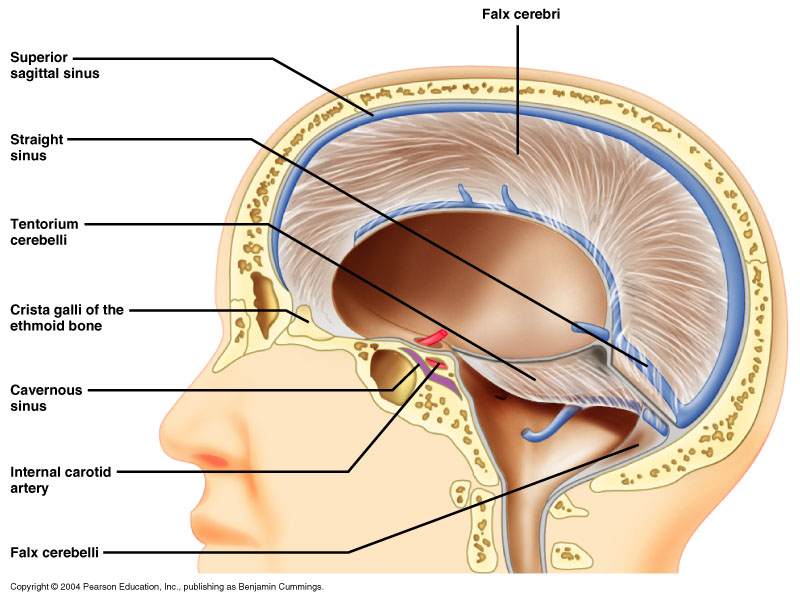 Falx cerebri
Superior
sagittal sinus
Straight
sinus
Tentorium
cerebelli
Crista galli of the
ethmoid bone
Cavernous
sinus
Internal carotid
artery
Falx cerebelli
Copyright © 2004 Pearson Education, Inc., publishing as Benjamin Cummings.